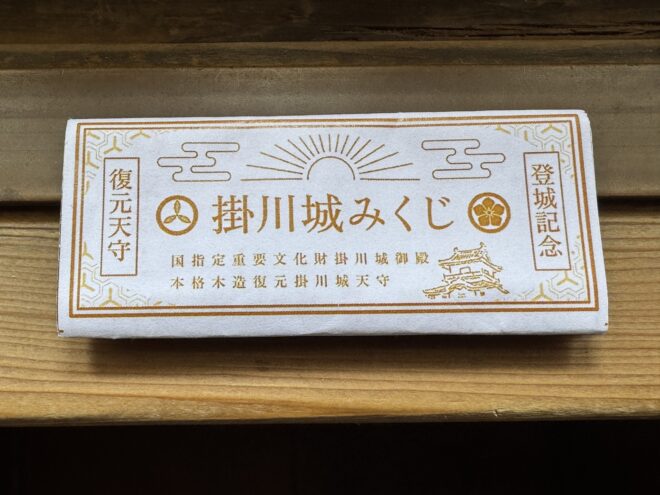 復元天守
掛川城みくじ
国指定重要文化財掛川城御殿
本格木造復元掛川城天守
登城記念